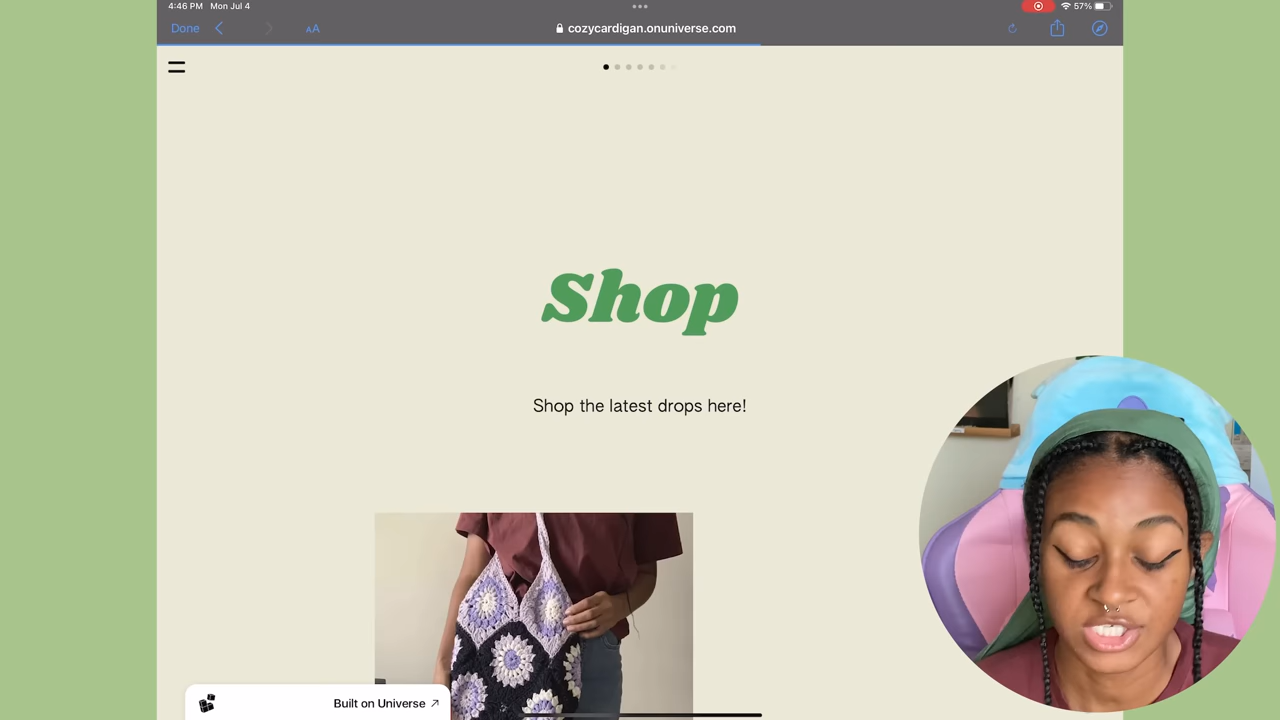 4:46 PM Mon Jul 4
57%
Done
AA
cozycardigan.onuniverse.com
Shop
Shop the latest drops here!
Built on Universe ↗